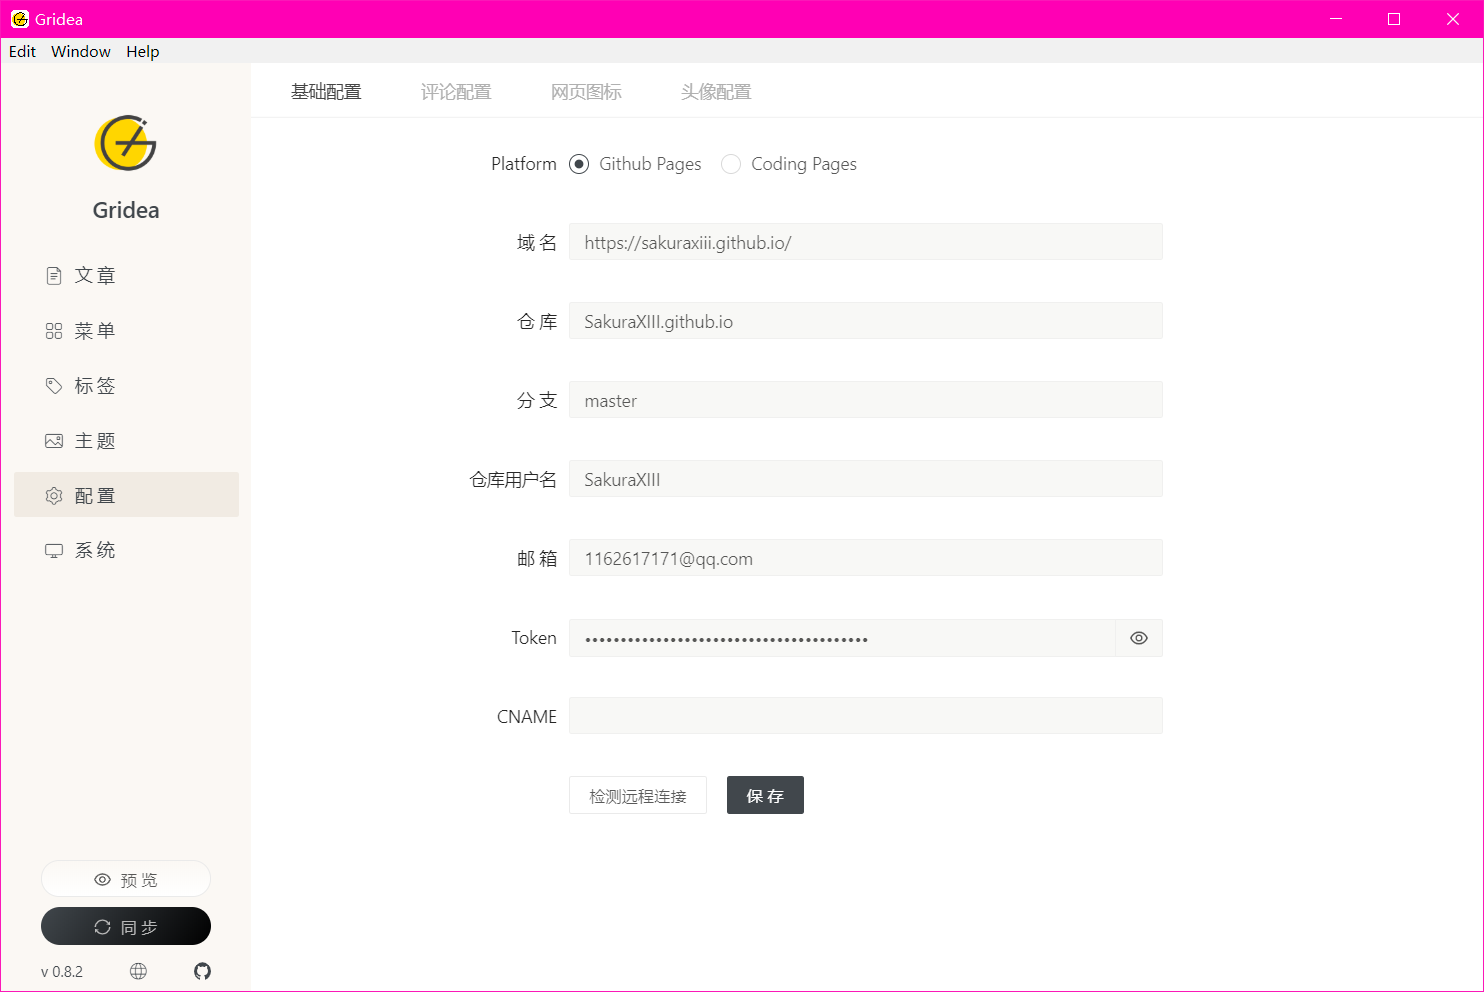 Gridea
Edit Window Help
Gridea
文章
菜单
标签
主题
配置
系统
预览
同步
v 0.8.2
基础配置 评论配置 网页图标 头像配置
Platform Github Pages Coding Pages
域名 https://sakuraxiii.github.io/
仓库 SakuraXIII.github.io
分支 master
仓库用户名 SakuraXIII
邮箱 1162617171@qq.com
Token ••••••••••••••••••••••••••••••••••••••••
CNAME
检测远程连接 保存